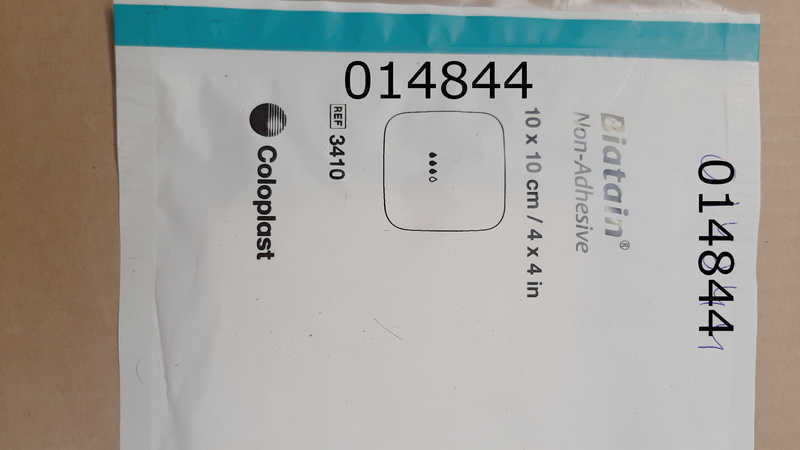 014844
014844
Biatain®
Non-Adhesive
10 x 10 cm / 4 x 4 in
REF 3410
Coloplast